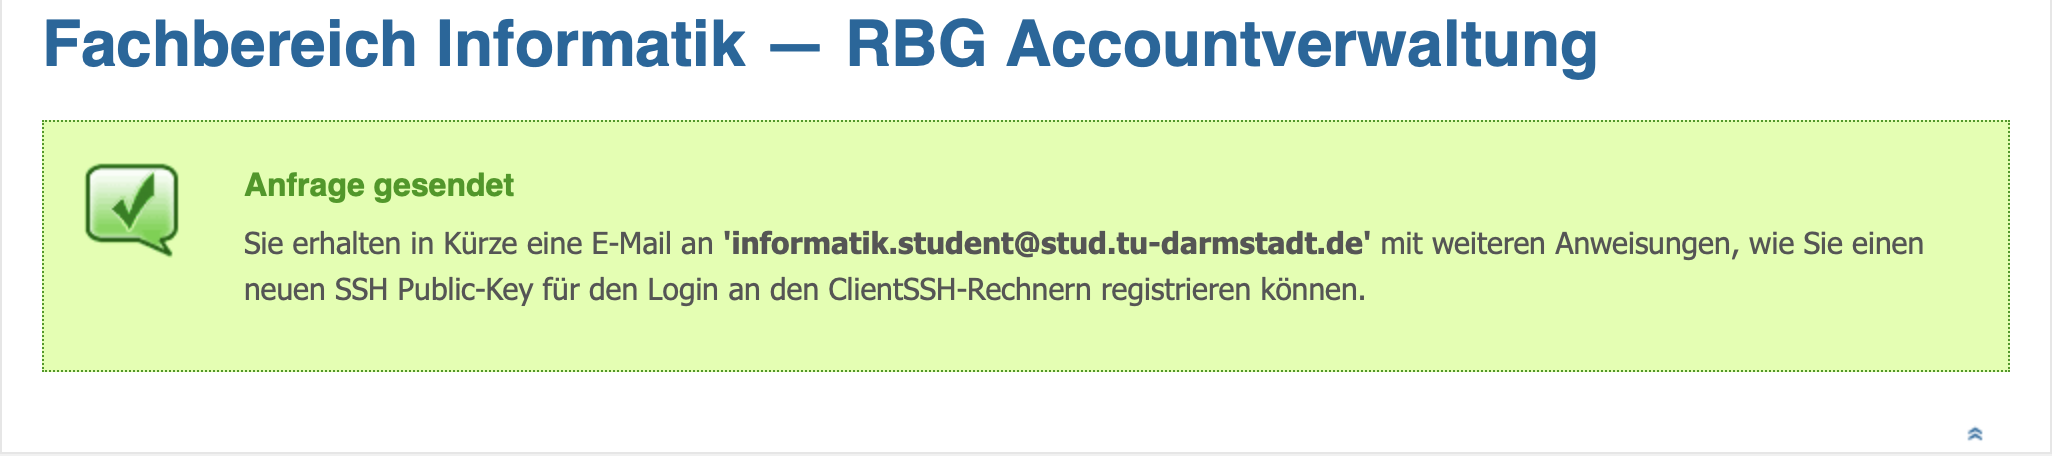 Fachbereich Informatik — RBG Accountverwaltung
Anfrage gesendet
Sie erhalten in Kürze eine E-Mail an 'informatik.student@stud.tu-darmstadt.de' mit weiteren Anweisungen, wie Sie einen
neuen SSH Public-Key für den Login an den ClientSSH-Rechnern registrieren können.